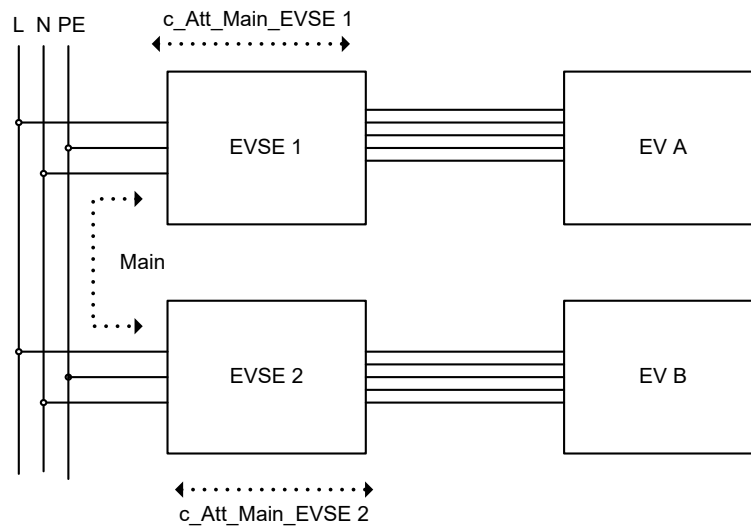 c_Att_Main_EVSE 1
L N PE
EVSE 1
EV A
Main
EVSE 2
EV B
c_Att_Main_EVSE 2